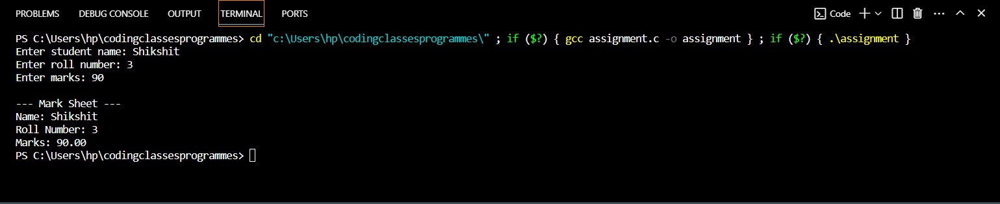 PROBLEMS DEBUG CONSOLE OUTPUT TERMINAL PORTS Code
PS C:\Users\hp\codingclassesprogrammes> cd "c:\Users\hp\codingclassesprogrammes\" ; if ($?) { gcc assignment.c -o assignment } ; if ($?) { .\assignment }
Enter student name: Shikshit
Enter roll number: 3
Enter marks: 90
--- Mark Sheet ---
Name: Shikshit
Roll Number: 3
Marks: 90.00
PS C:\Users\hp\codingclassesprogrammes>